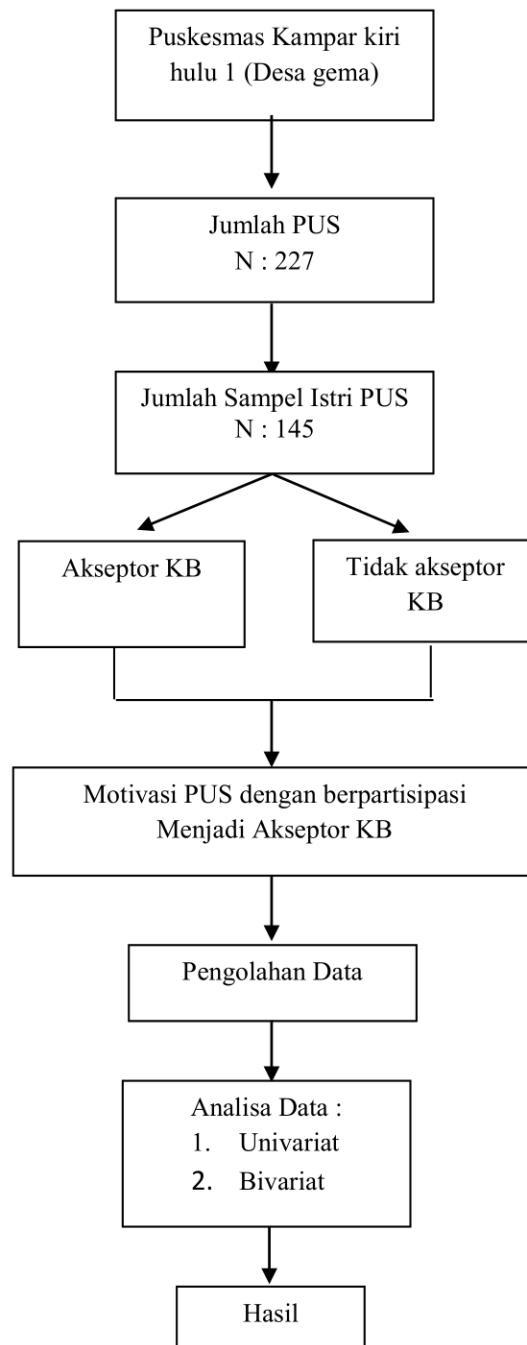 Puskesmas Kampar kiri
hulu 1 (Desa gema)
Jumlah PUS
N : 227
Jumlah Sampel Istri PUS
N : 145
Akseptor KB
Tidak akseptor
KB
Motivasi PUS dengan berpartisipasi
Menjadi Akseptor KB
Pengolahan Data
Analisa Data :
1. Univariat
2. Bivariat
Hasil